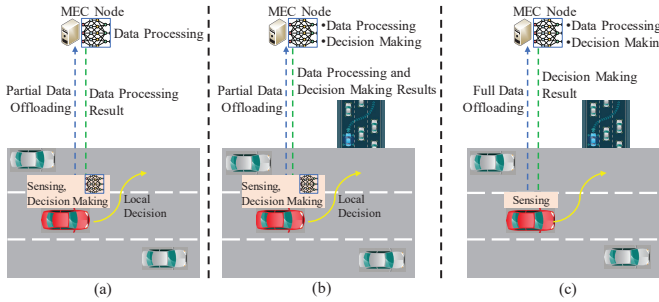 MEC Node
Data Processing
Partial Data
Offloading
Data Processing
Result
Sensing,
Decision Making
Local
Decision
(a)
MEC Node
•Data Processing
•Decision Making
Partial Data
Offloading
Data Processing and
Decision Making Results
Sensing,
Decision Making
Local
Decision
(b)
MEC Node
•Data Processing
•Decision Makin
Full Data
Offloading
Decision Making
Result
Sensing
(c)